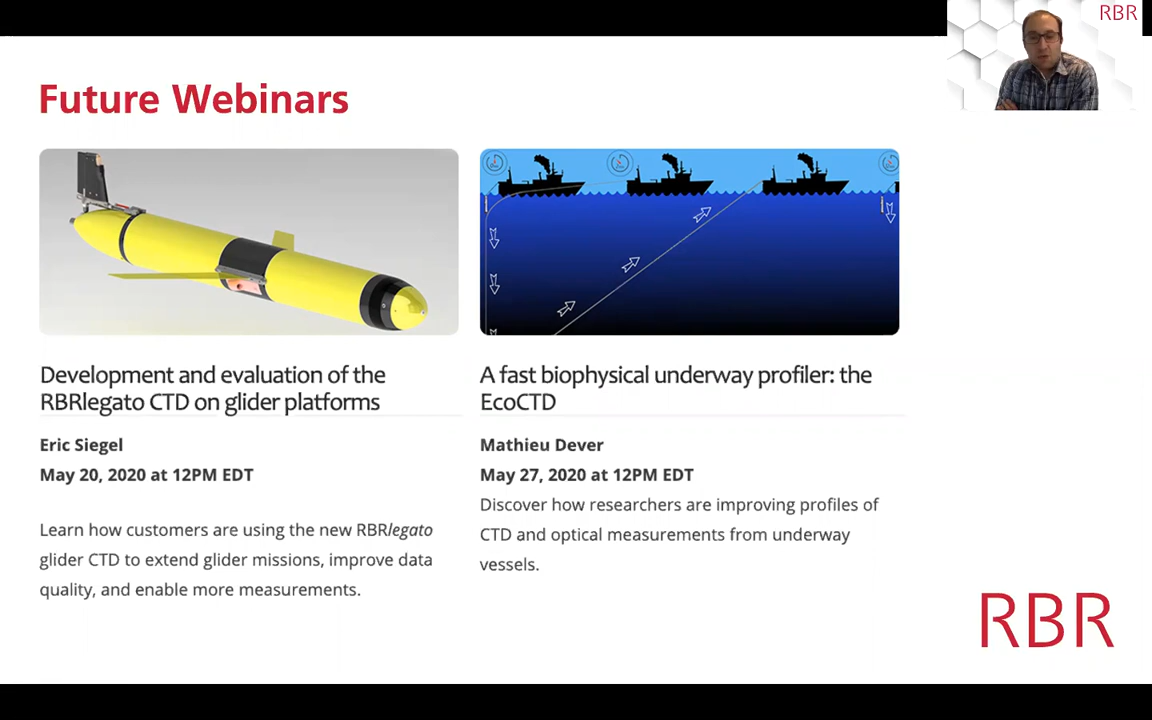 RBR
Future Webinars
Development and evaluation of the
RBRlegato CTD on glider platforms
Eric Siegel
May 20, 2020 at 12PM EDT
Learn how customers are using the new RBRlegato
glider CTD to extend glider missions, improve data
quality, and enable more measurements.
A fast biophysical underway profiler: the
EcoCTD
Mathieu Dever
May 27, 2020 at 12PM EDT
Discover how researchers are improving profiles of
CTD and optical measurements from underway
vessels.
RBR